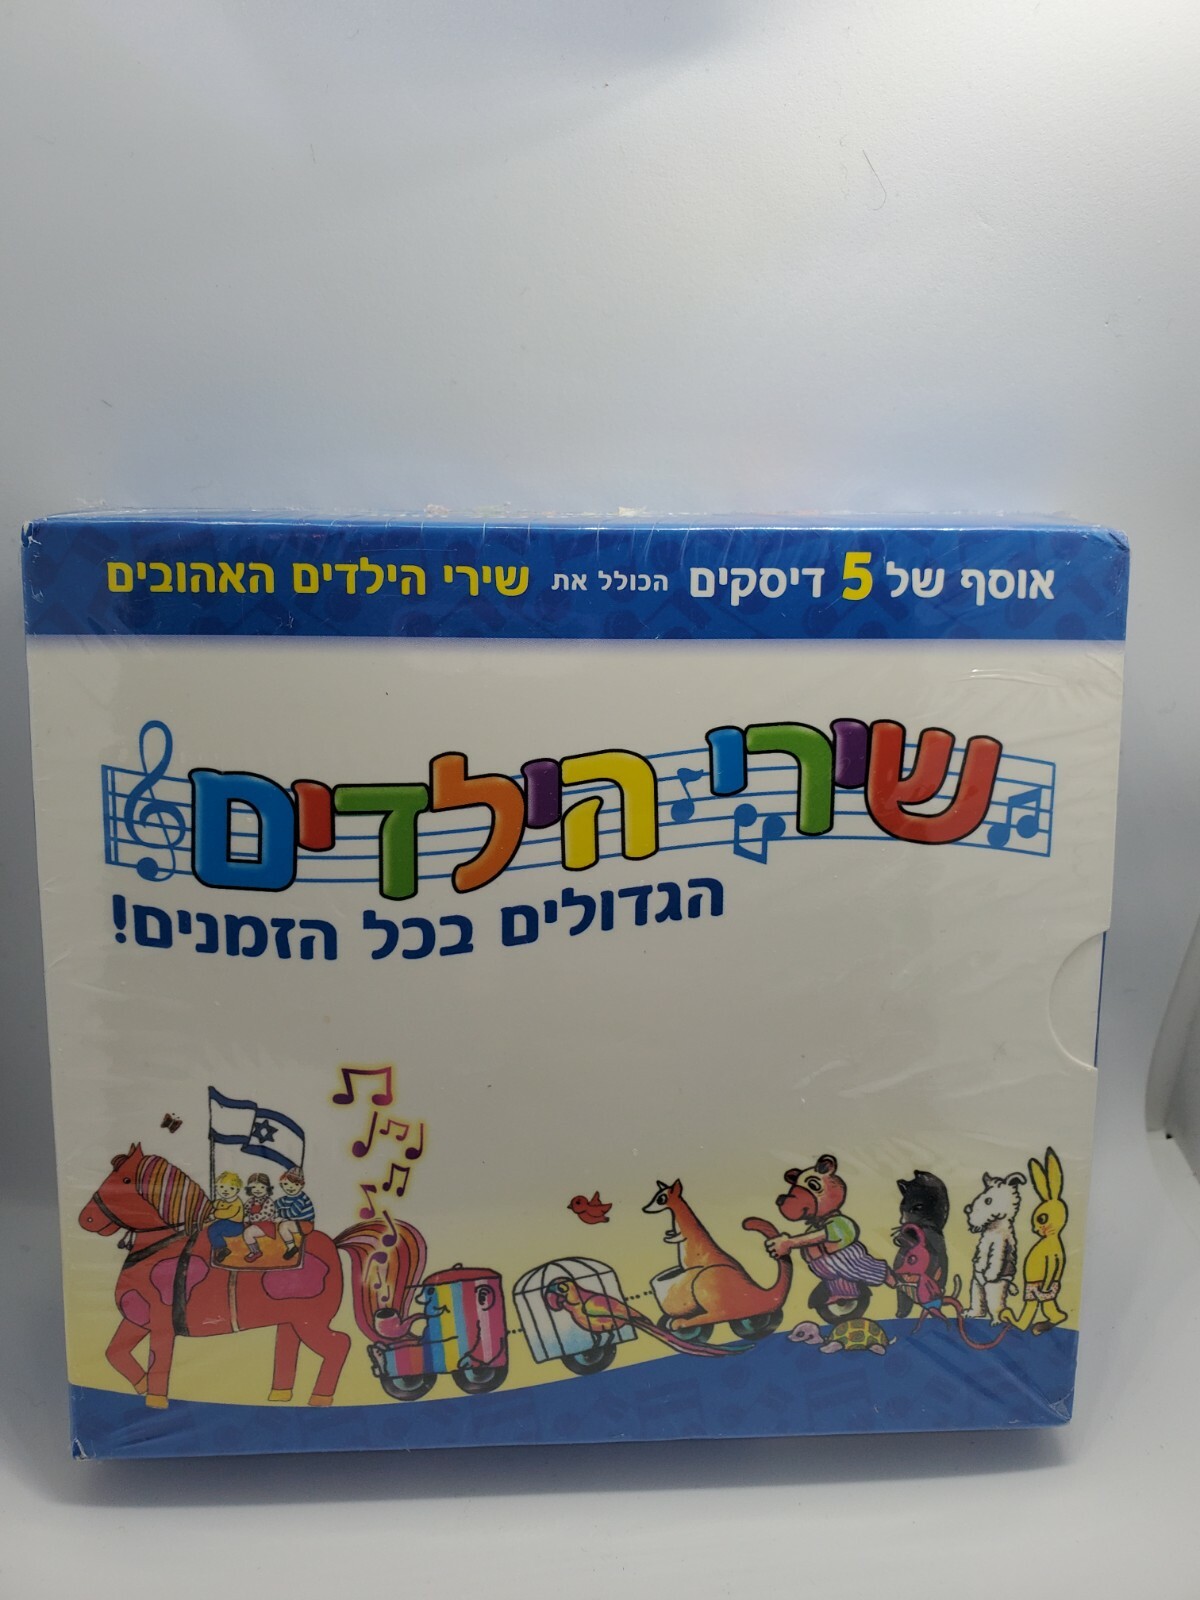 אוסף של 5 דיסקים הכולל את שירי הילדים האהובים
שירי הילדים
הגדולים בכל הזמנים!